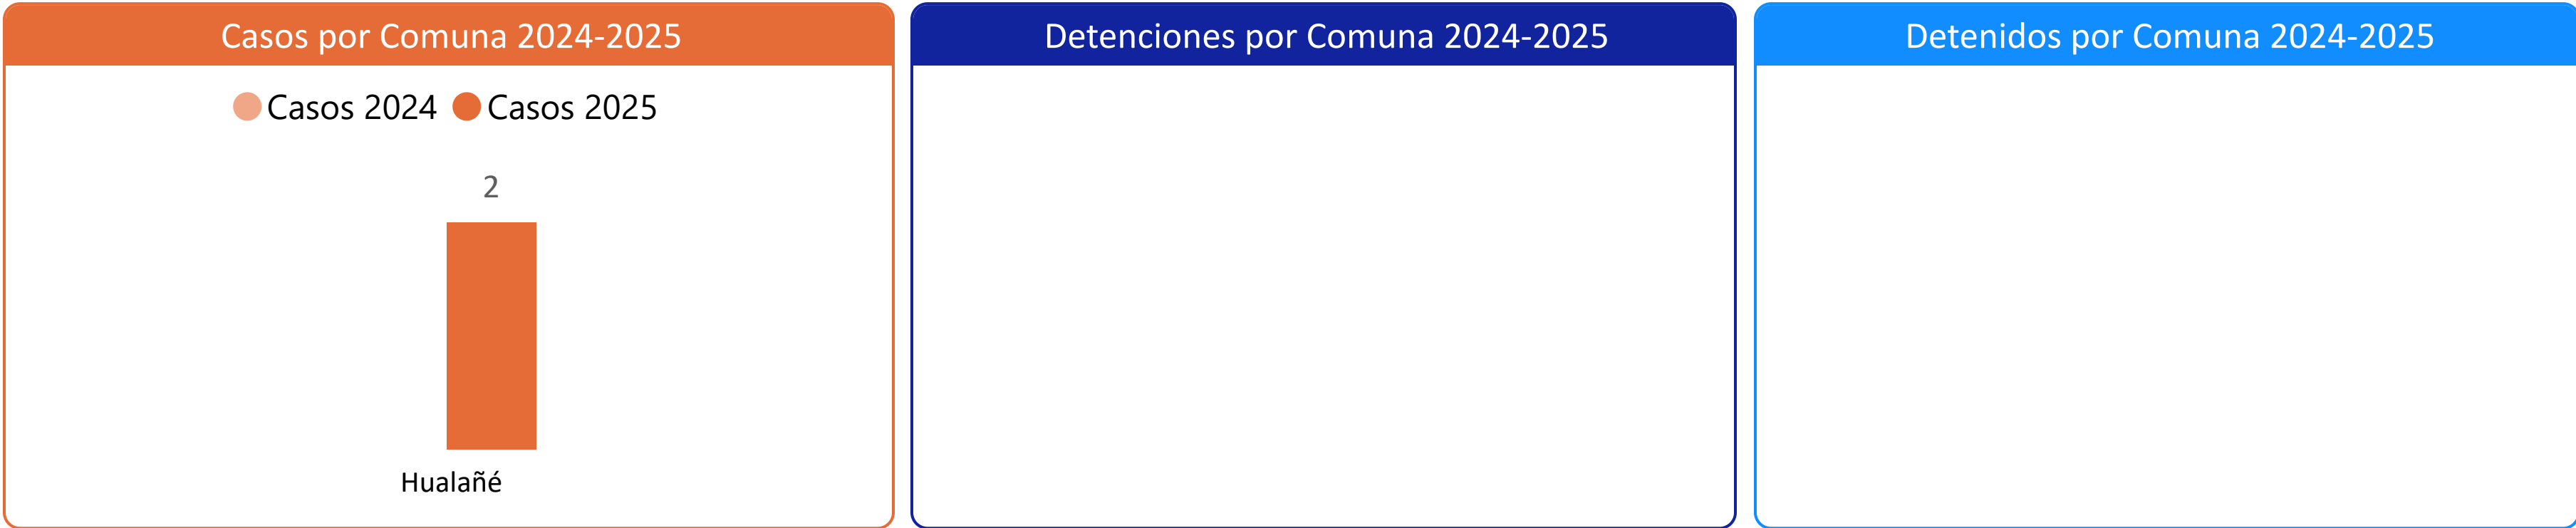 Casos por Comuna 2024-2025
Casos 2024 Casos 2025
2
Hualañé
Detenciones por Comuna 2024-2025
Detenidos por Comuna 2024-2025